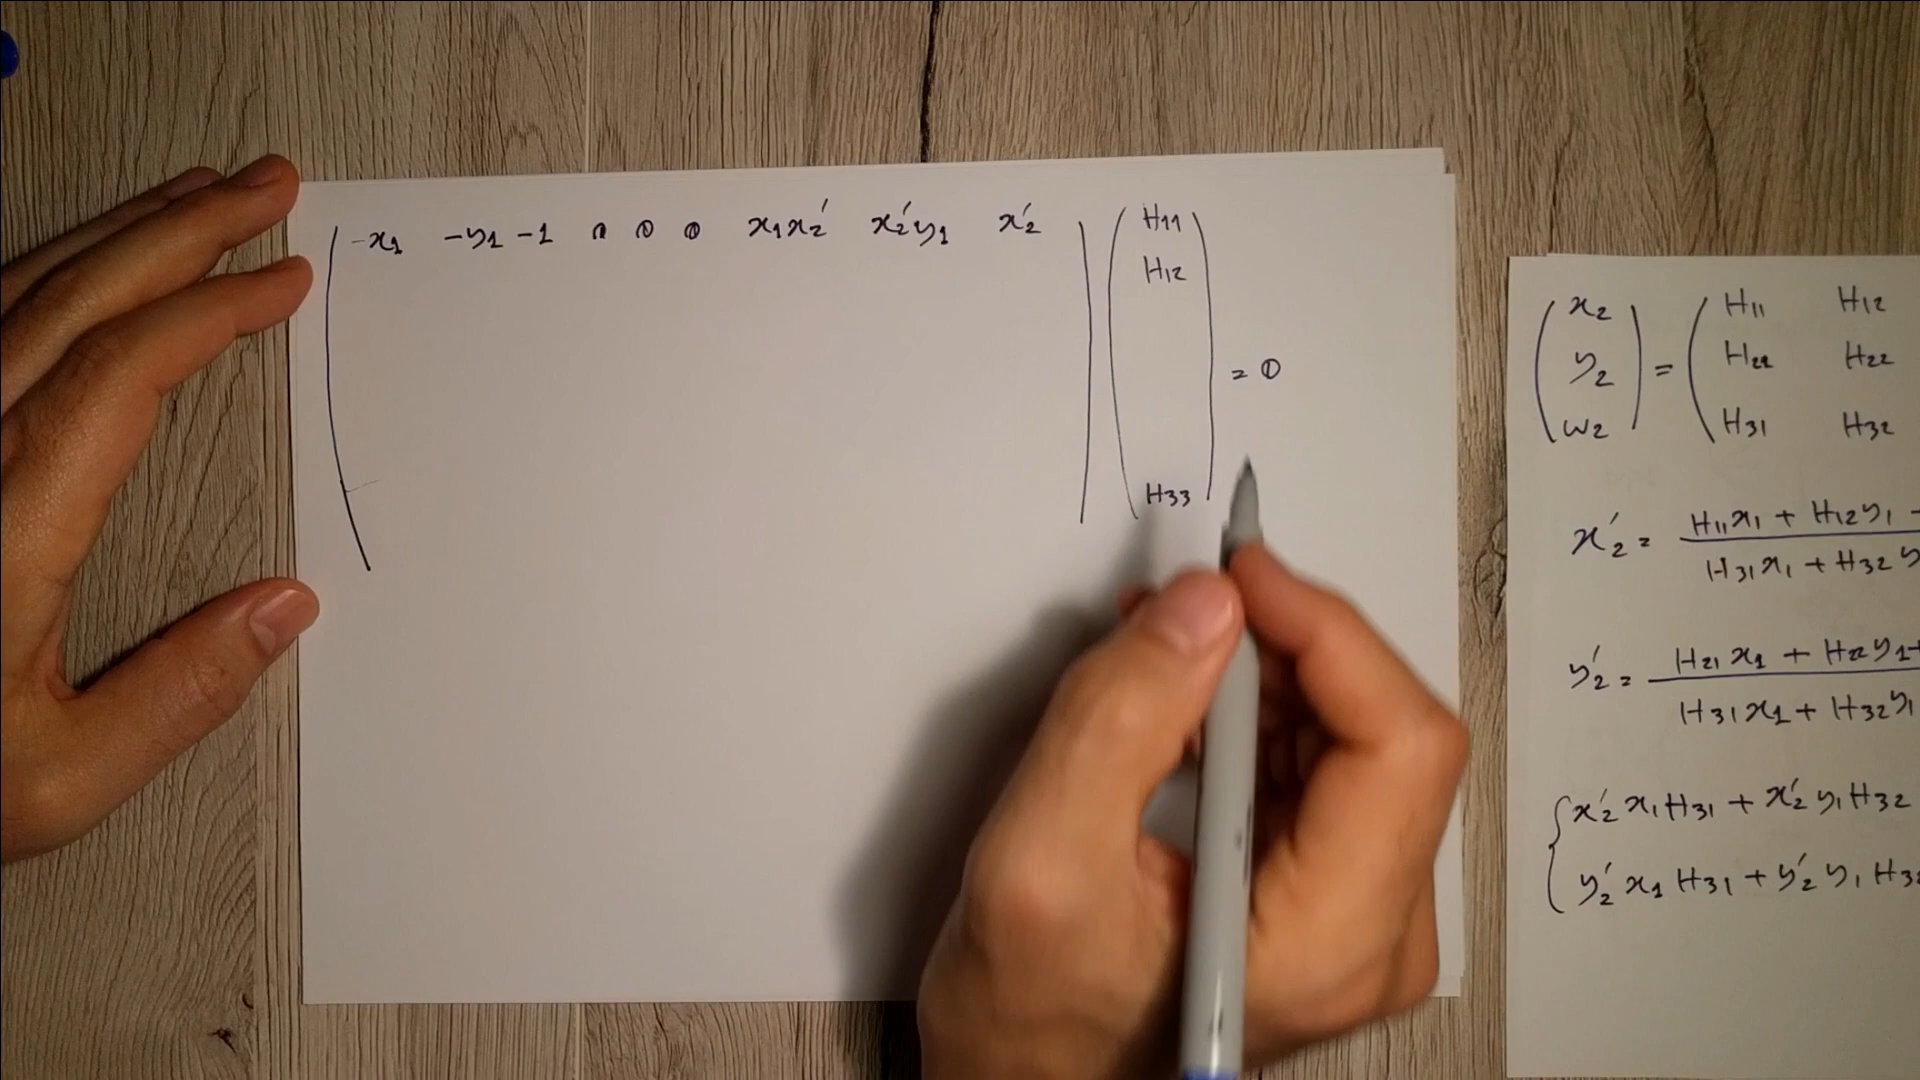 -x₁ -y₁ -1 0 0 0 x₁x₂′ x₂′y₁ x₂′
H11
H12
H33
= 0
x₂ = H11 H12
y₂ H22 H22
w₂ H31 H32
x₂′ = H11x₁ + H12y₁ -
H31x₁ + H32y
y₂′ = H21x₁ + H22y₁+
H31x₁ + H32y₁
x₂′x₁H31 + x₂′y₁H32
y₂′x₁H31 + y₂′y₁H32